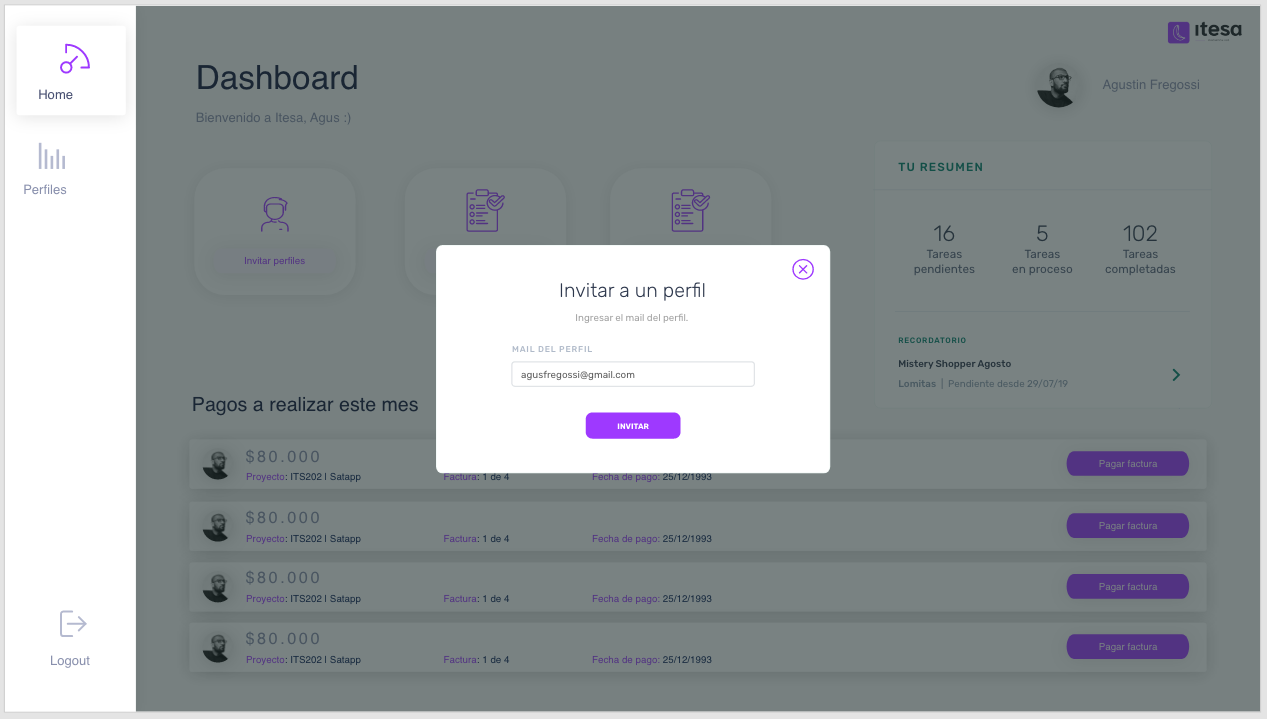 Home
Perfiles
Logout
ıtesa
Dashboard
Bienvenido a Itesa, Agus :)
Agustin Fregossi
Invitar perfiles
TU RESUMEN
16
Tareas
pendientes
5
Tareas
en proceso
102
Tareas
completadas
RECORDATORIO
Mistery Shopper Agosto
Lomitas | Pendiente desde 29/07/19
Invitar a un perfil
Ingresar el mail del perfil.
MAIL DEL PERFIL
agusfregossi@gmail.com
INVITAR
Pagos a realizar este mes
$80.000
Proyecto: ITS202 | Satapp Factura: 1 de 4 Fecha de pago: 25/12/1993
Pagar factura
$80.000
Proyecto: ITS202 | Satapp Factura: 1 de 4 Fecha de pago: 25/12/1993
Pagar factura
$80.000
Proyecto: ITS202 | Satapp Factura: 1 de 4 Fecha de pago: 25/12/1993
Pagar factura
$80.000
Proyecto: ITS202 | Satapp Factura: 1 de 4 Fecha de pago: 25/12/1993
Pagar factura